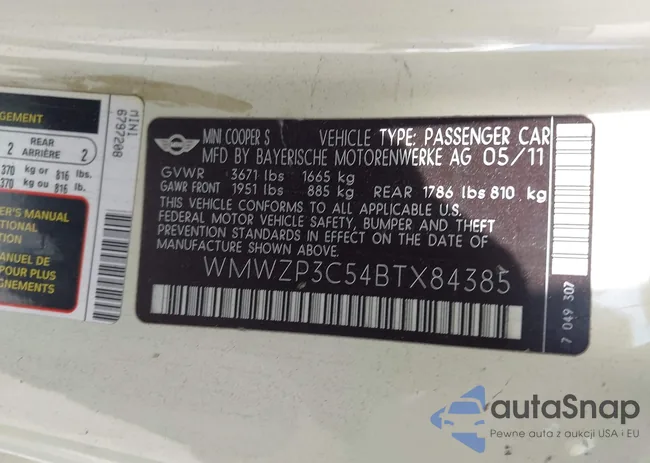 AGEMENT
2 REAR ARRIÈRE 2
370 kg or 816 lbs.
370 kg ou 816 lb.
ER'S MANUAL
TIONAL
TION
ANUEL DE
POUR PLUS
MINI
6797208
MINI COOPER S VEHICLE TYPE: PASSENGER CAR
MFD BY BAYERISCHE MOTORENWERKE AG 05/11
GVWR 3671 lbs 1665 kg
GAWR FRONT 1951 lbs 885 kg REAR 1786 lbs 810 kg
THIS VEHICLE CONFORMS TO ALL APPLICABLE U.S.
FEDERAL MOTOR VEHICLE SAFETY, BUMPER AND THEFT
PREVENTION STANDARDS IN EFFECT ON THE DATE OF
MANUFACTURE SHOWN ABOVE.
WMWZP3C54BTX84385
7 049 307
autaSnap
Pewne auta z aukcji USA i EU